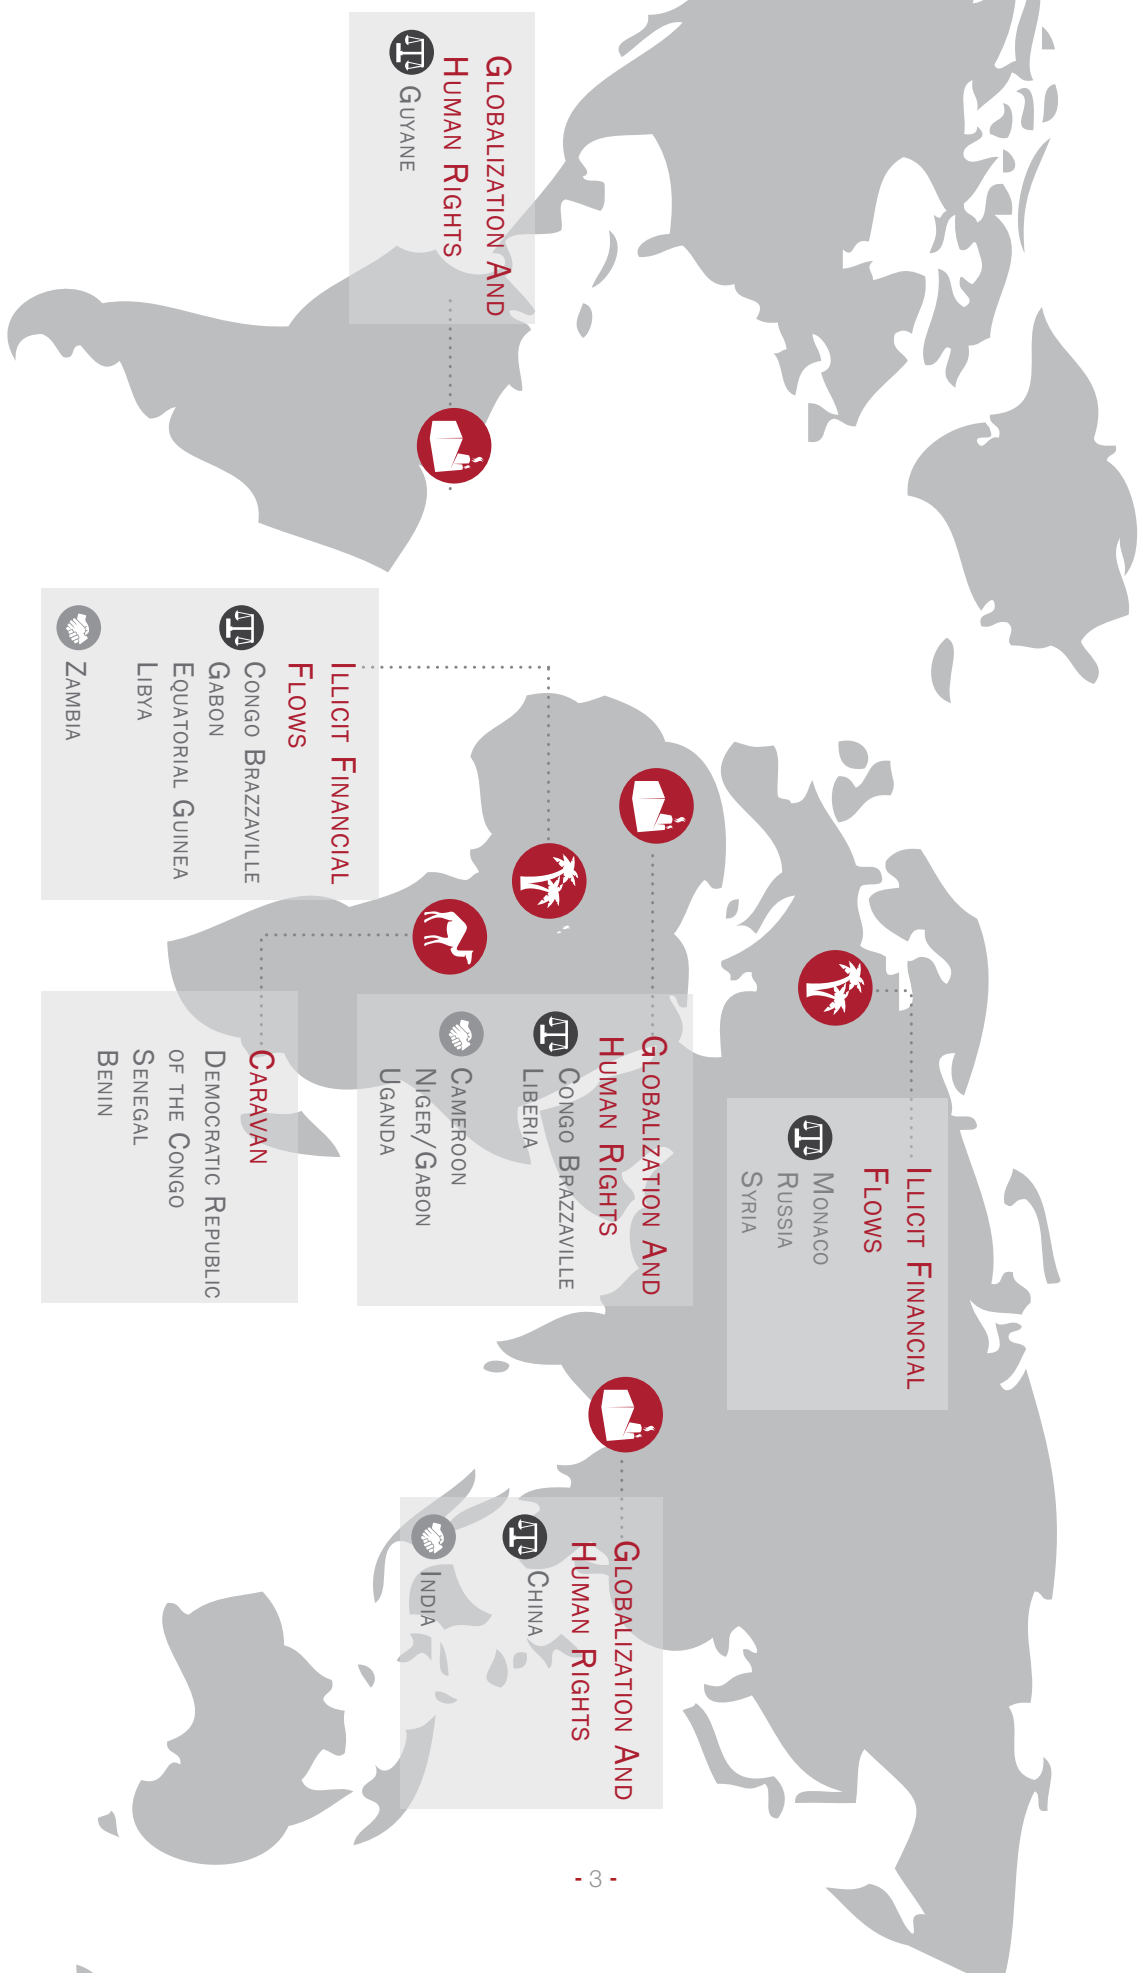 Globalization And
Human Rights
Guyane
Illicit Financial
Flows
Congo Brazzaville
Gabon
Equatorial Guinea
Libya
Zambia
Illicit Financial
Flows
Monaco
Russia
Syria
Globalization And
Human Rights
Congo Brazzaville
Liberia
Cameroon
Niger/Gabon
Uganda
Caravan
Democratic Republic
of the Congo
Senegal
Benin
Globalization And
Human Rights
China
India
- 3 -